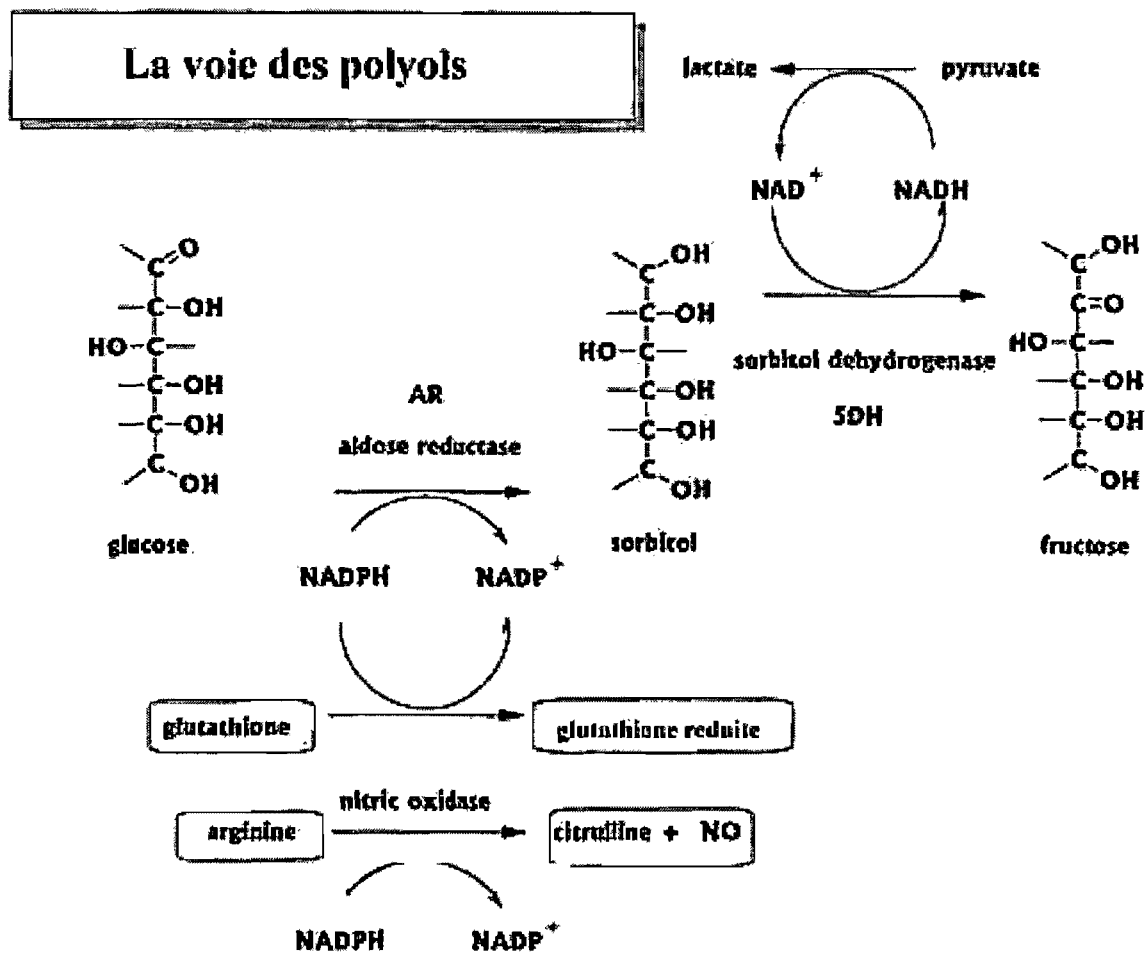 La voie des polyols
lactate
pyruvate
NAD+
NADH
C=O
C-OH
HO-C
C-OH
C-OH
C
OH
glucose
AR
aldose reductase
NADPH
NADP+
C
OH
C-OH
HO-C
C-OH
C-OH
C
OH
sorbitol
sorbitol dehydrogenase
SDH
C
OH
C=O
HO-C
C-OH
C-OH
C
OH
fructose
glutathione
glutathione reduite
nitric oxidase
arginine
citrulline + NO
NADPH
NADP+